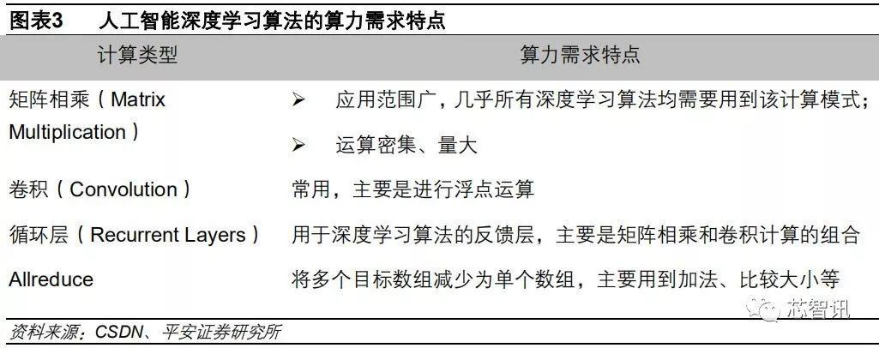 图表3 人工智能深度学习算法的算力需求特点
计算类型 算力需求特点
矩阵相乘（Matrix Multiplication） ➢ 应用范围广，几乎所有深度学习算法均需要用到该计算模式；
➢ 运算密集、量大
卷积（Convolution） 常用，主要是进行浮点运算
循环层（Recurrent Layers） 用于深度学习算法的反馈层，主要是矩阵相乘和卷积计算的组合
Allreduce 将多个目标数组减少为单个数组，主要用到加法、比较大小等
芯智讯
资料来源：CSDN、平安证券研究所